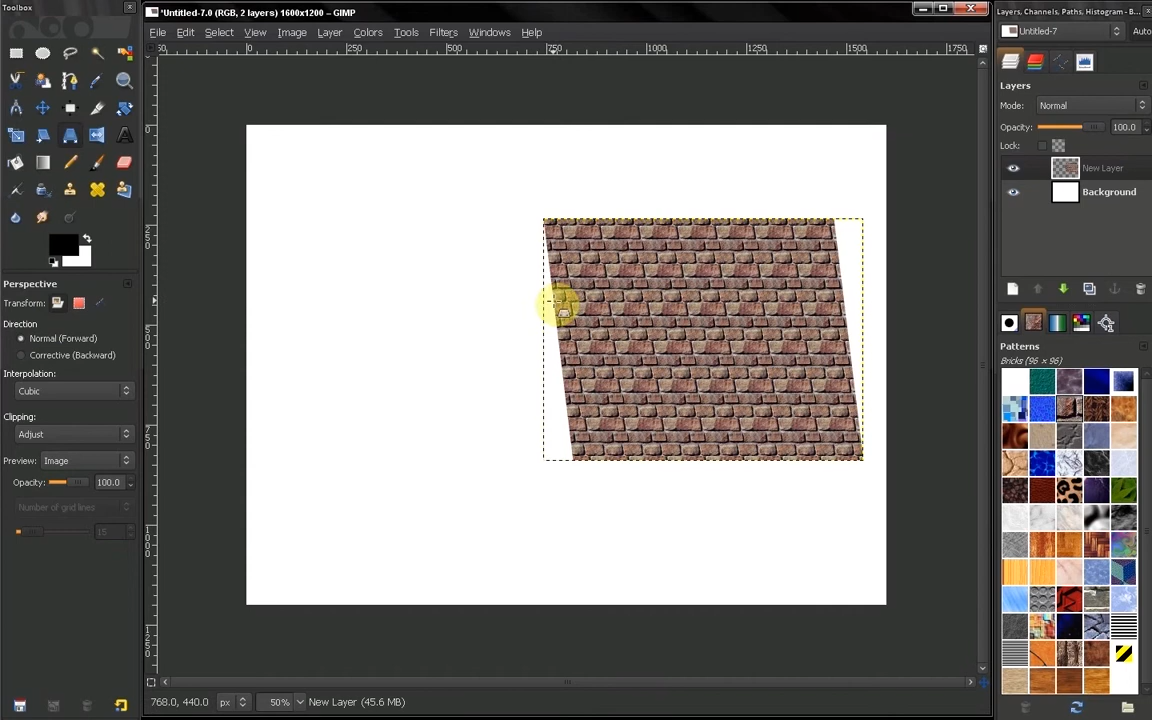 Toolbox
*Untitled-7.0 (RGB, 2 layers) 1600x1200 – GIMP
Layers, Channels, Paths, Histogram - B...
File Edit Select View Image Layer Colors Tools Filters Windows Help
Untitled-7
Auto
0 250 500 750 1000 1250 1500 1750
Layers
Mode: Normal
Opacity: 100.0
Lock:
New Layer
Background
Perspective
Transform:
Direction
Normal (Forward)
Corrective (Backward)
Interpolation:
Cubic
Clipping:
Adjust
Preview: Image
Opacity: 100.0
Number of grid lines
15
Patterns
Bricks (96 × 96)
768.0, 440.0 px 50% New Layer (45.6 MB)